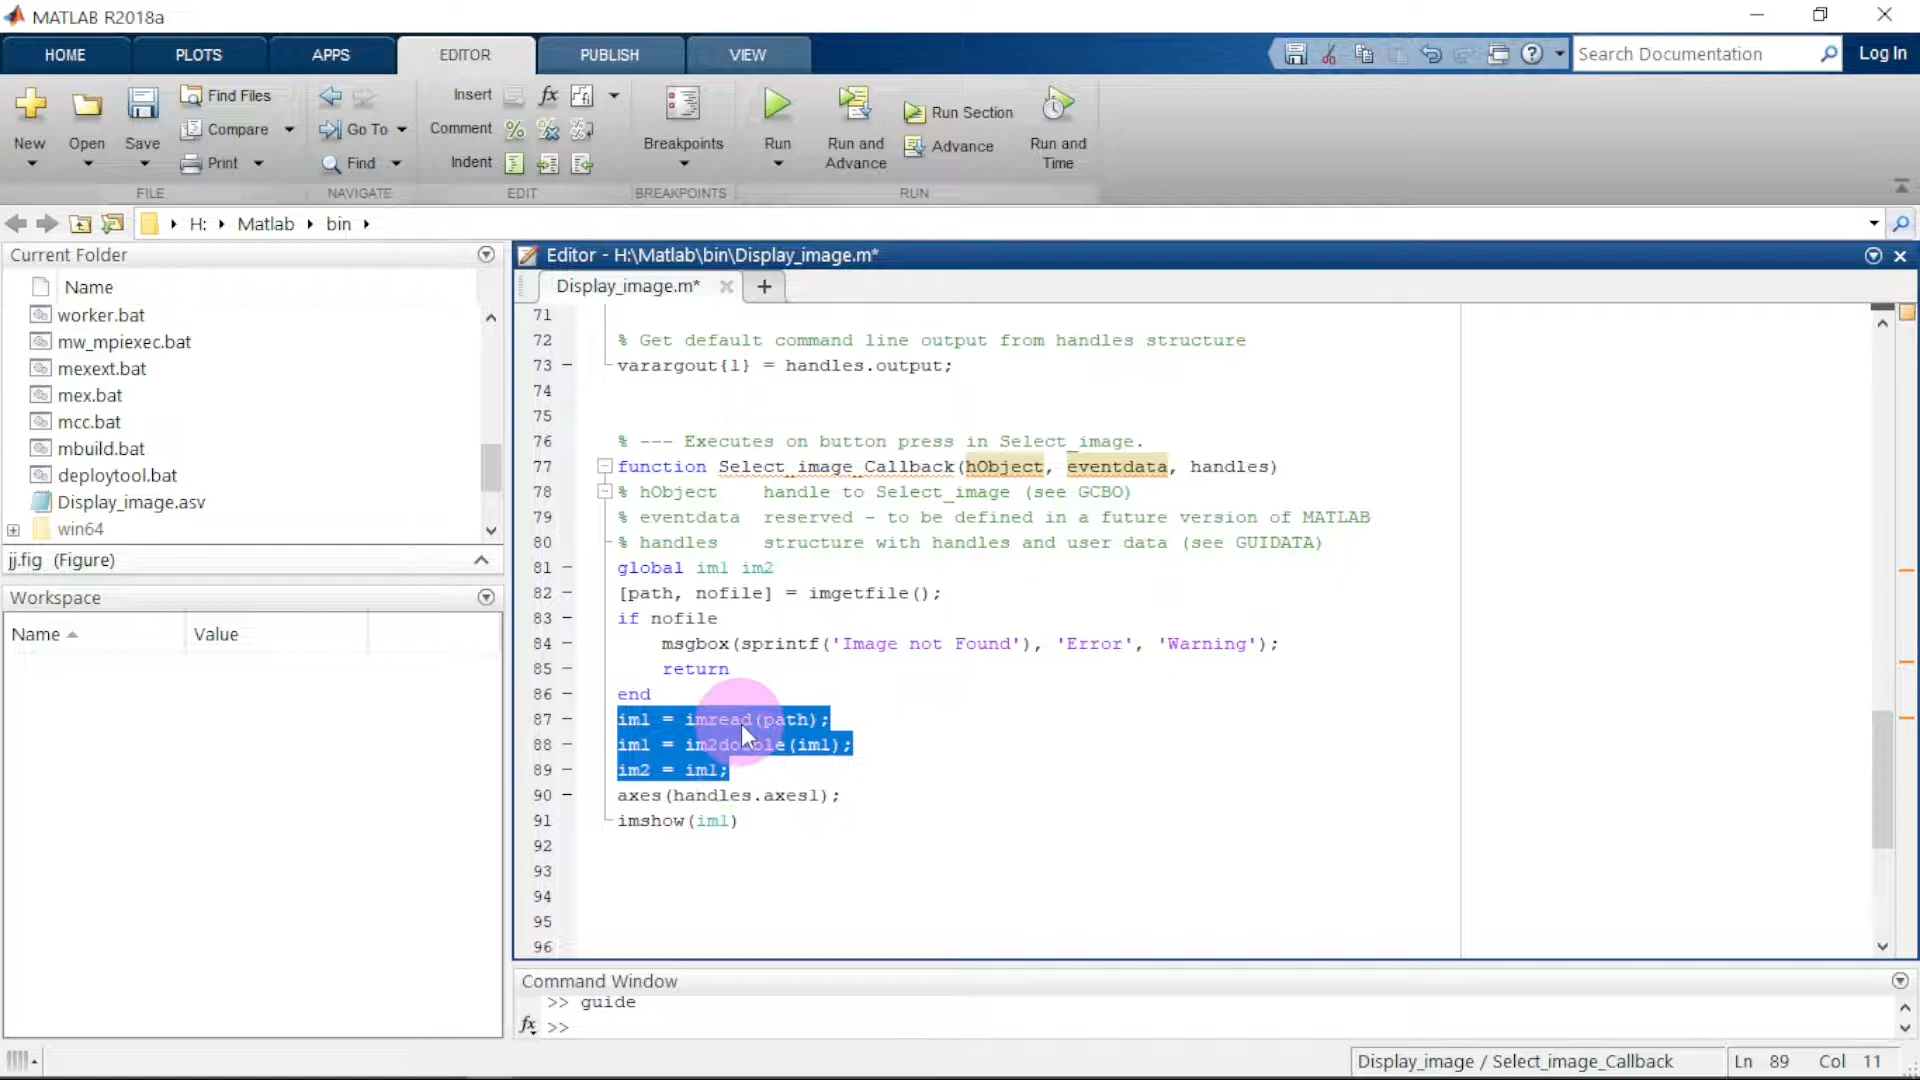 MATLAB R2018a
HOME PLOTS APPS EDITOR PUBLISH VIEW Search Documentation Log In
New Open Save Find Files Compare Print Go To Find Insert Comment Indent fx Breakpoints Run Run and Advance Run Section Advance Run and Time
FILE NAVIGATE EDIT BREAKPOINTS RUN
H: Matlab bin
Current Folder
Name
worker.bat
mw_mpiexec.bat
mexext.bat
mex.bat
mcc.bat
mbuild.bat
deploytool.bat
Display_image.asv
win64
jj.fig (Figure)
Workspace
Name Value
Editor - H:\Matlab\bin\Display_image.m*
Display_image.m*
71
72 % Get default command line output from handles structure
73 varargout{1} = handles.output;
74
75
76 % --- Executes on button press in Select_image.
77 function Select_image_Callback(hObject, eventdata, handles)
78 % hObject    handle to Select_image (see GCBO)
79 % eventdata  reserved - to be defined in a future version of MATLAB
80 % handles    structure with handles and user data (see GUIDATA)
81 global im1 im2
82 [path, nofile] = imgetfile();
83 if nofile
84     msgbox(sprintf('Image not Found'), 'Error', 'Warning');
85     return
86 end
87 im1 = imread(path);
88 im1 = im2double(im1);
89 im2 = im1;
90 axes(handles.axes1);
91 imshow(im1)
92
93
94
95
96
Command Window
>> guide
fx >>
Display_image / Select_image_Callback Ln 89 Col 11